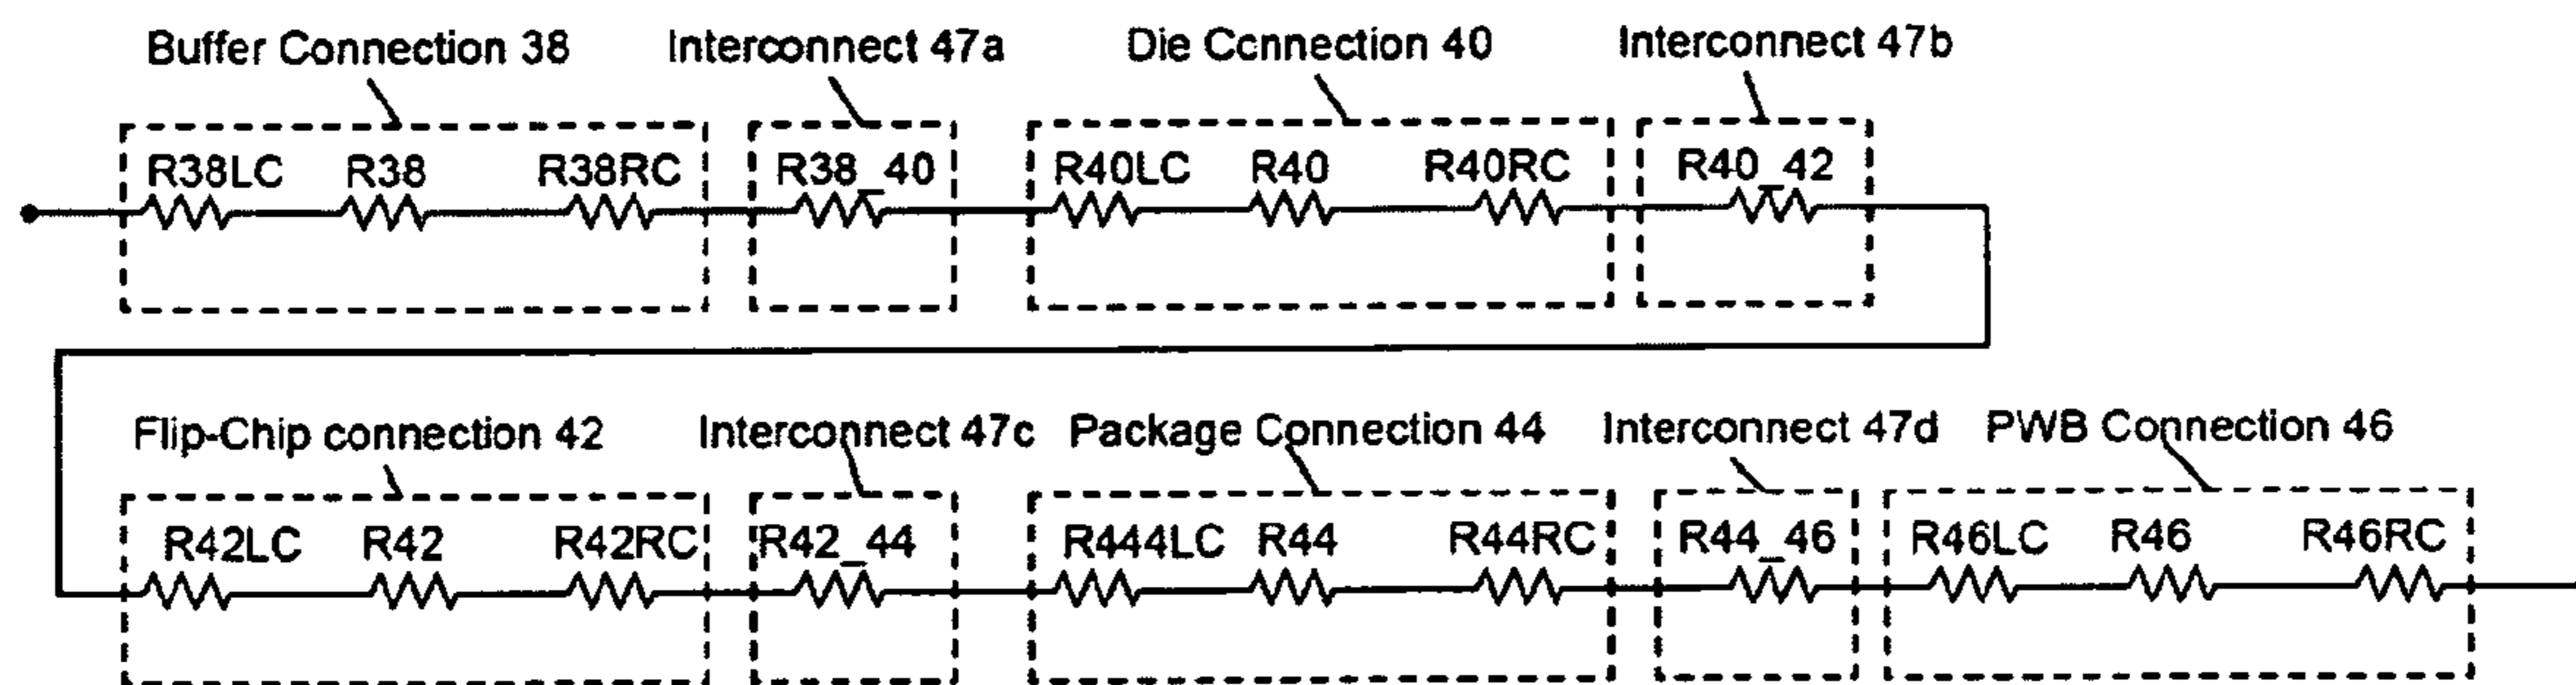 Buffer Connection 38 Interconnect 47a Die Connection 40 Interconnect 47b
R38LC R38 R38RC R38_40 R40LC R40 R40RC R40_42
Flip-Chip connection 42 Interconnect 47c Package Connection 44 Interconnect 47d PWB Connection 46
R42LC R42 R42RC R42_44 R444LC R44 R44RC R44_46 R46LC R46 R46RC